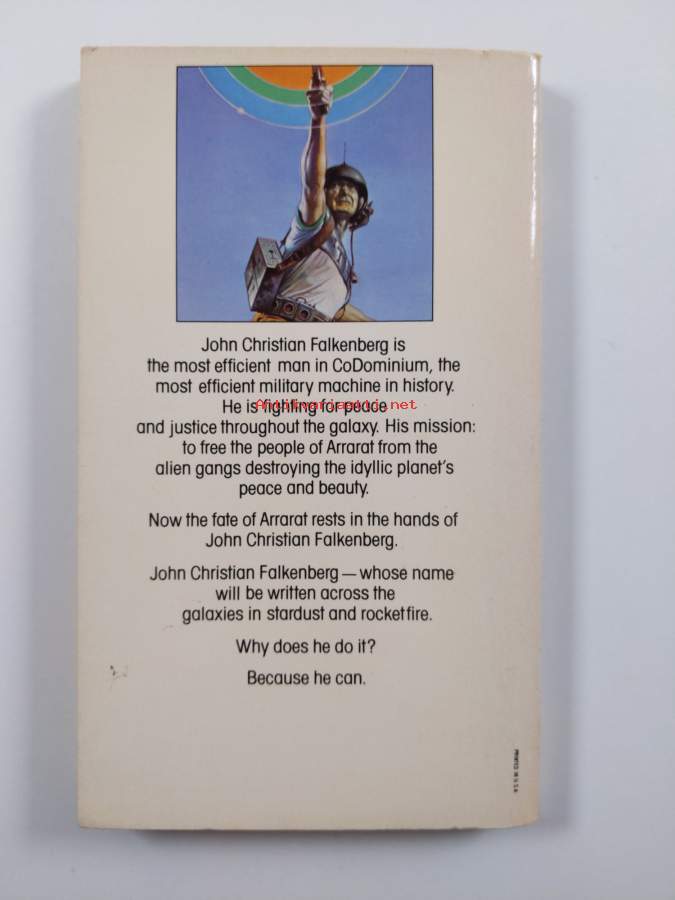 John Christian Falkenberg is
the most efficient man in CoDominium, the
most efficient military machine in history.
He is fighting for peace
Antikvariaatti.net
and justice throughout the galaxy. His mission:
to free the people of Arrarat from the
alien gangs destroying the idyllic planet's
peace and beauty.
Now the fate of Arrarat rests in the hands of
John Christian Falkenberg.
John Christian Falkenberg — whose name
will be written across the
galaxies in stardust and rocketfire.
Why does he do it?
Because he can.
PRINTED IN U.S.A.